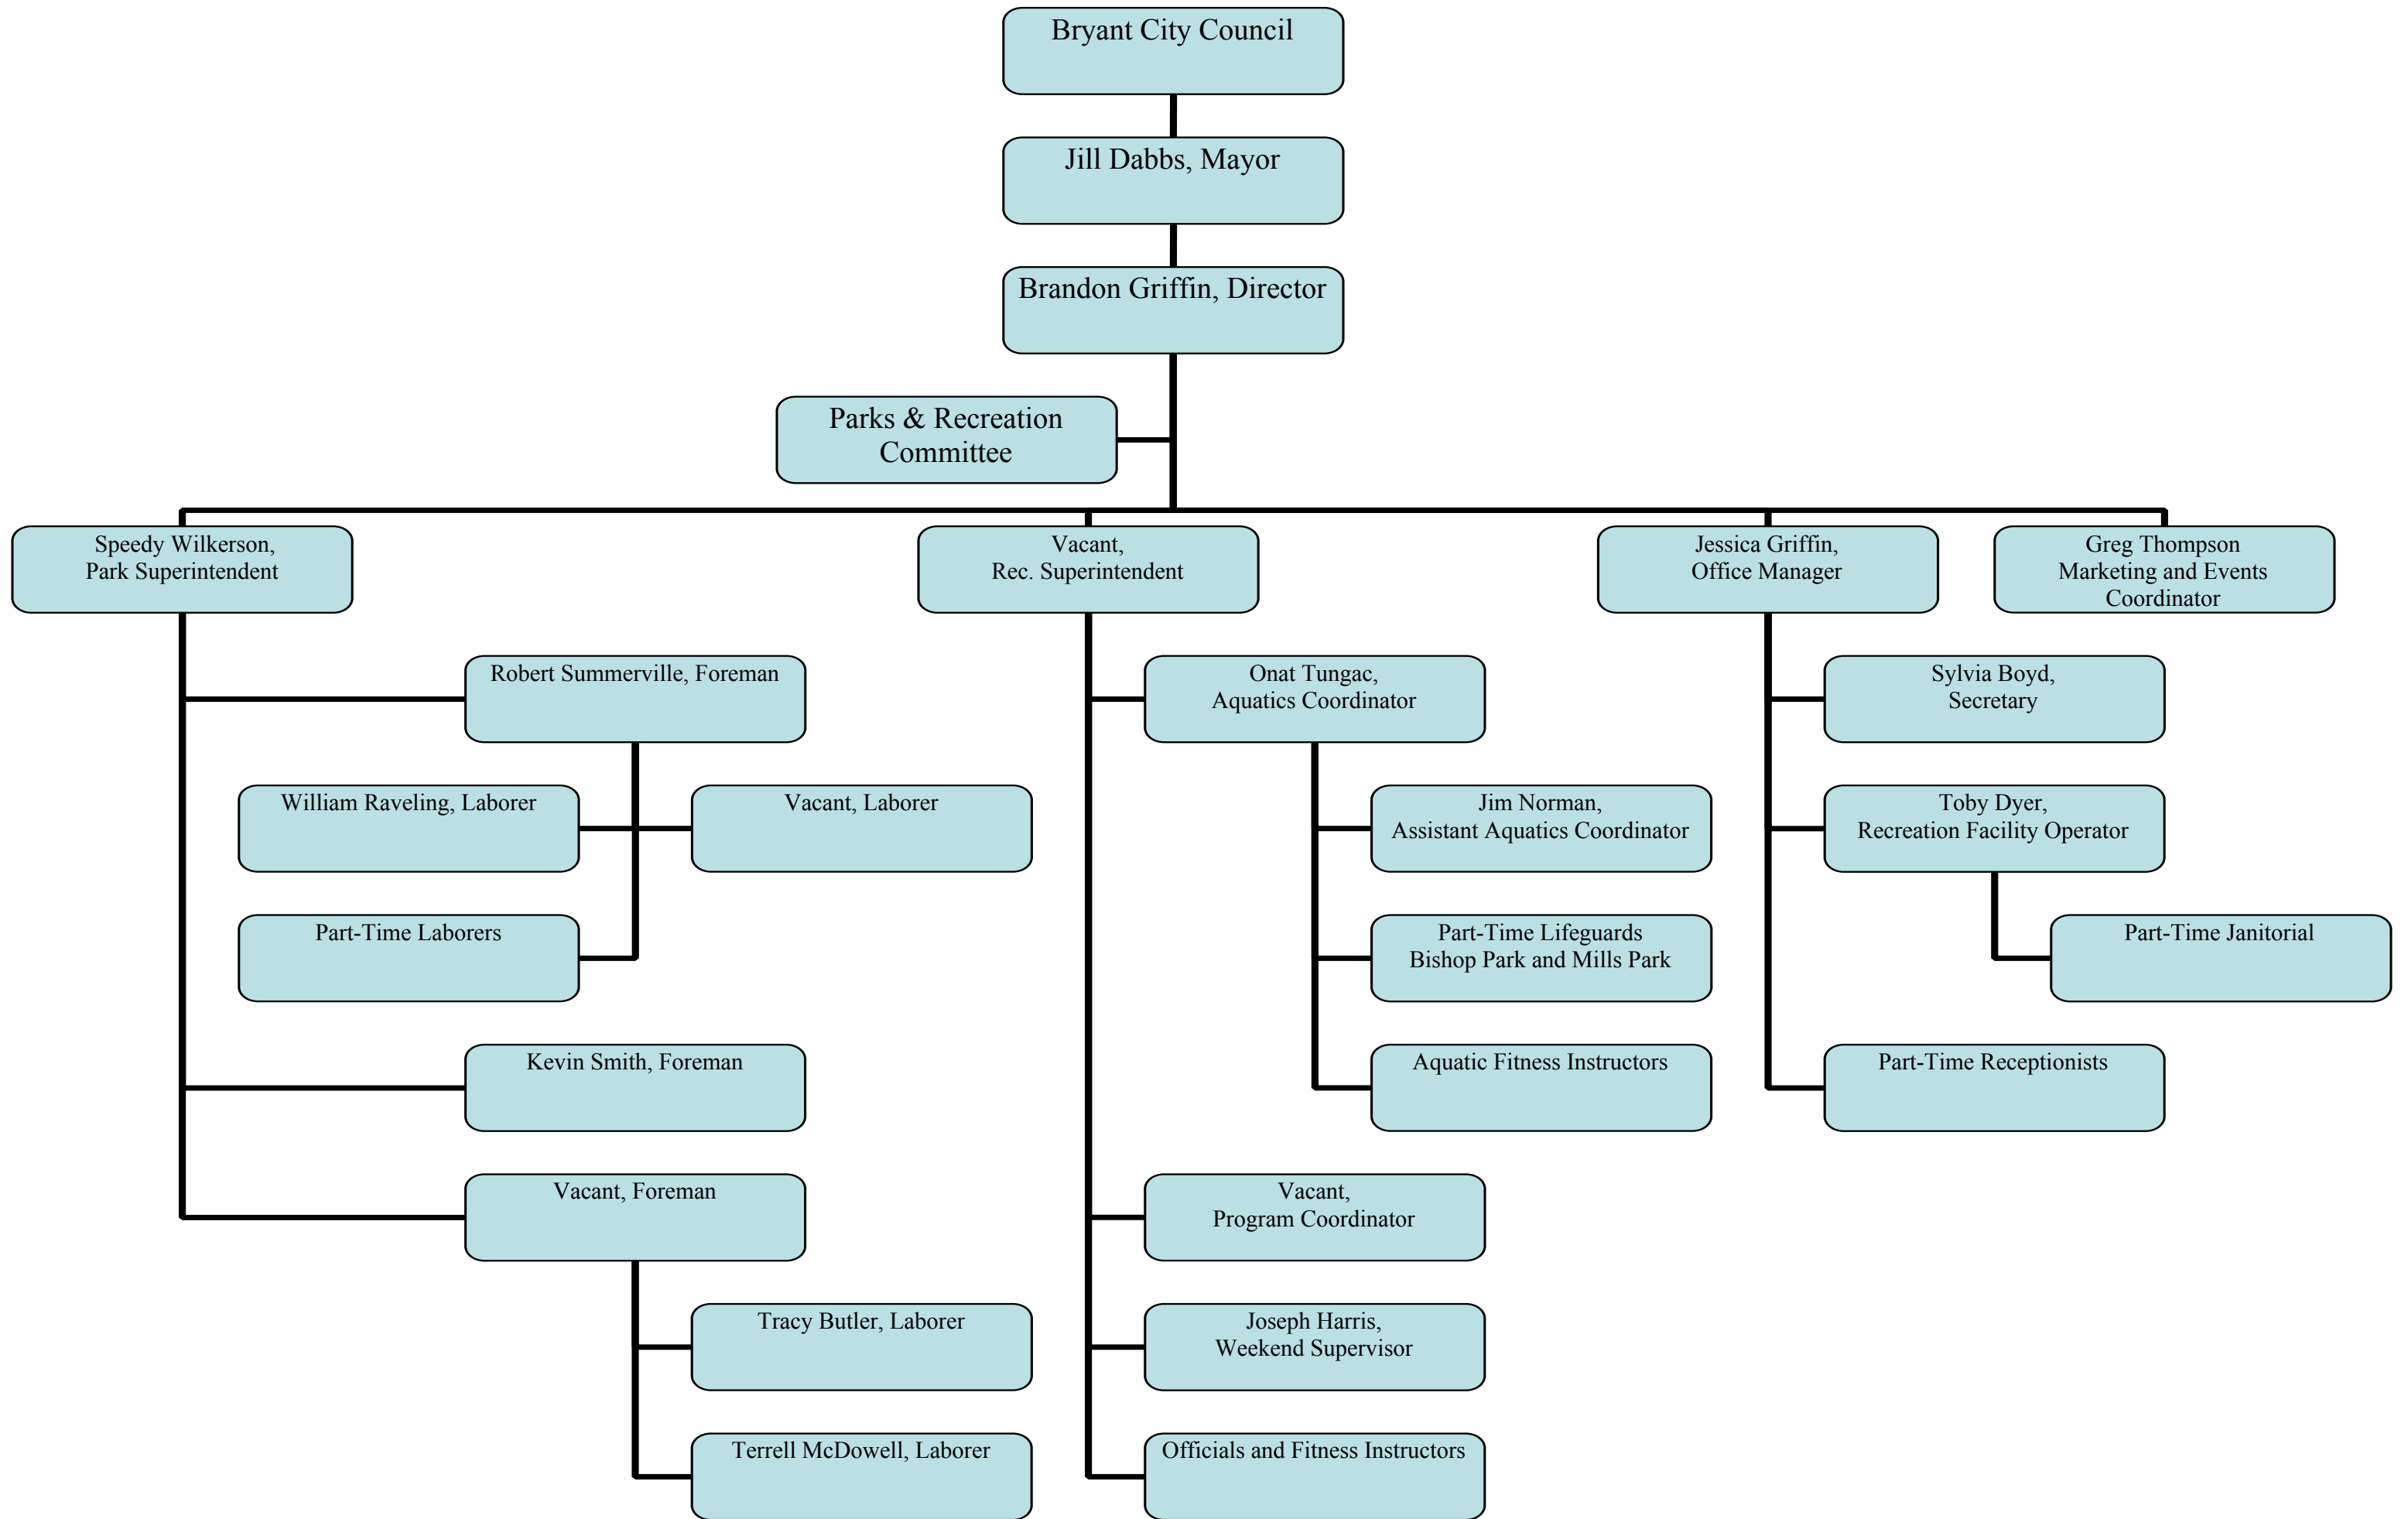 Bryant City Council
Jill Dabbs, Mayor
Brandon Griffin, Director
Parks & Recreation
Committee
Speedy Wilkerson,
Park Superintendent
Vacant,
Rec. Superintendent
Jessica Griffin,
Office Manager
Greg Thompson
Marketing and Events
Coordinator
Robert Summerville, Foreman
Onat Tungac,
Aquatics Coordinator
Sylvia Boyd,
Secretary
William Raveling, Laborer
Vacant, Laborer
Jim Norman,
Assistant Aquatics Coordinator
Toby Dyer,
Recreation Facility Operator
Part-Time Laborers
Part-Time Lifeguards
Bishop Park and Mills Park
Part-Time Janitorial
Kevin Smith, Foreman
Aquatic Fitness Instructors
Part-Time Receptionists
Vacant, Foreman
Vacant,
Program Coordinator
Tracy Butler, Laborer
Joseph Harris,
Weekend Supervisor
Terrell McDowell, Laborer
Officials and Fitness Instructors